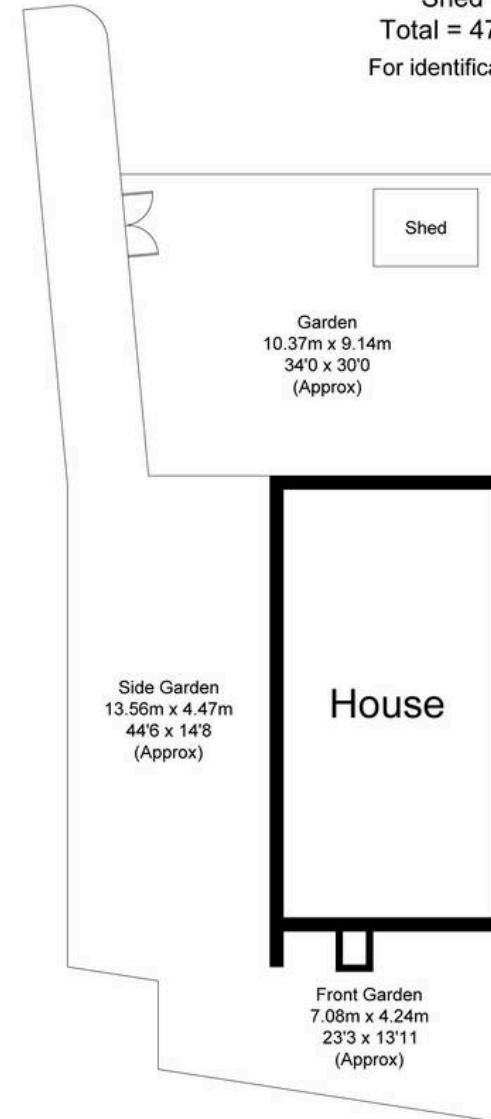 Shed
Total = 47
For identifica
Shed
Garden
10.37m x 9.14m
34'0 x 30'0
(Approx)
Side Garden
13.56m x 4.47m
44'6 x 14'8
(Approx)
House
Front Garden
7.08m x 4.24m
23'3 x 13'11
(Approx)